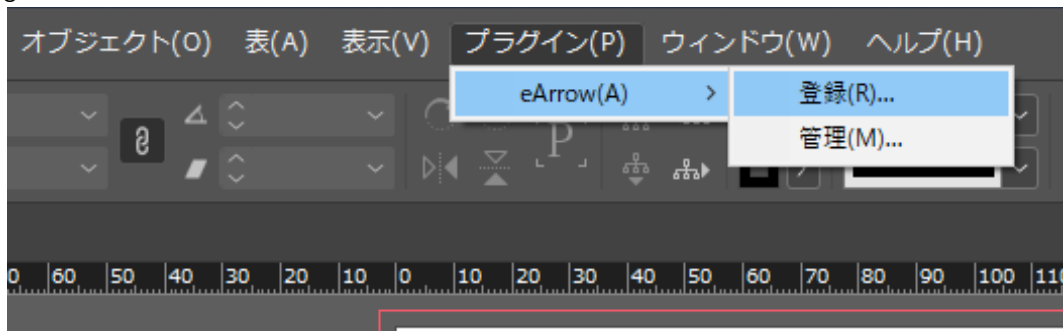 オブジェクト(O) 表(A) 表示(V) プラグイン(P) ウィンドウ(W) ヘルプ(H)
eArrow(A) > 登録(R)...
管理(M)...
P
0 60 50 40 30 20 10 0 10 20 30 40 50 60 70 80 90 100 11